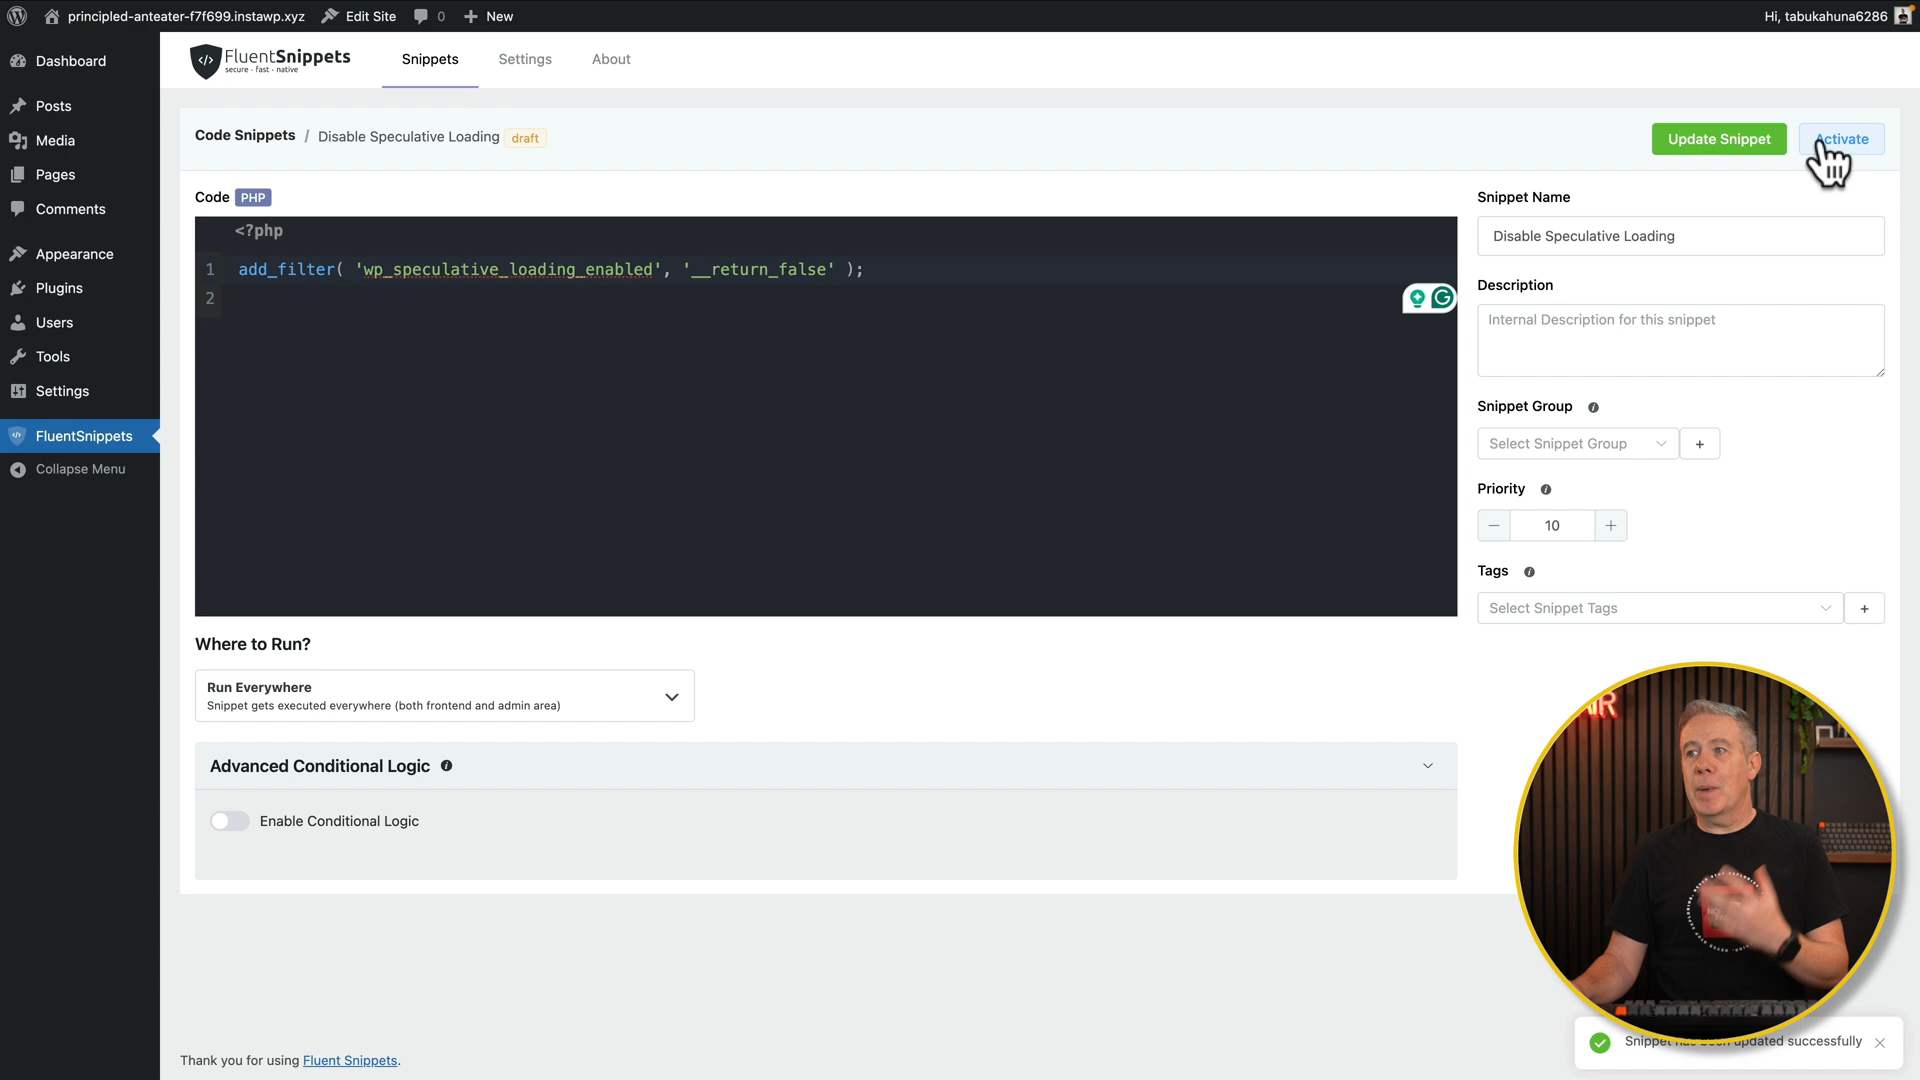 principled-anteater-f7f699.instawp.xyz
Edit Site
0
New
Hi, tabukahuna6286
Dashboard
Posts
Media
Pages
Comments
Appearance
Plugins
Users
Tools
Settings
FluentSnippets
Collapse Menu
FluentSnippets
secure - fast - native
Snippets
Settings
About
Code Snippets / Disable Speculative Loading draft
Update Snippet
Activate
Code PHP
<?php
1 add_filter( 'wp_speculative_loading_enabled', '__return_false' );
2
Where to Run?
Run Everywhere
Snippet gets executed everywhere (both frontend and admin area)
Advanced Conditional Logic
Enable Conditional Logic
Snippet Name
Disable Speculative Loading
Description
Internal Description for this snippet
Snippet Group
Select Snippet Group
+
Priority
10
Tags
Select Snippet Tags
+
AIR
Snippet has been updated successfully
Thank you for using Fluent Snippets.